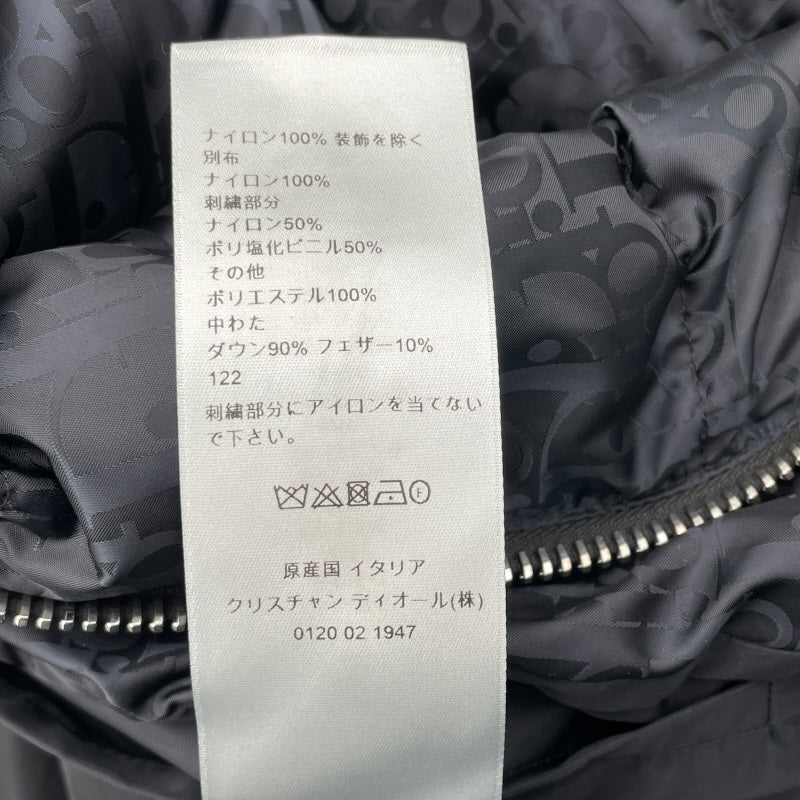 ナイロン100% 装飾を除く
別布
ナイロン100%
刺繍部分
ナイロン50%
ポリ塩化ビニル50%
その他
ポリエステル100%
中わた
ダウン90% フェザー10%
122
刺繍部分にアイロンを当てない
で下さい。
F
原産国 イタリア
クリスチャン ディオール(株)
0120 02 1947